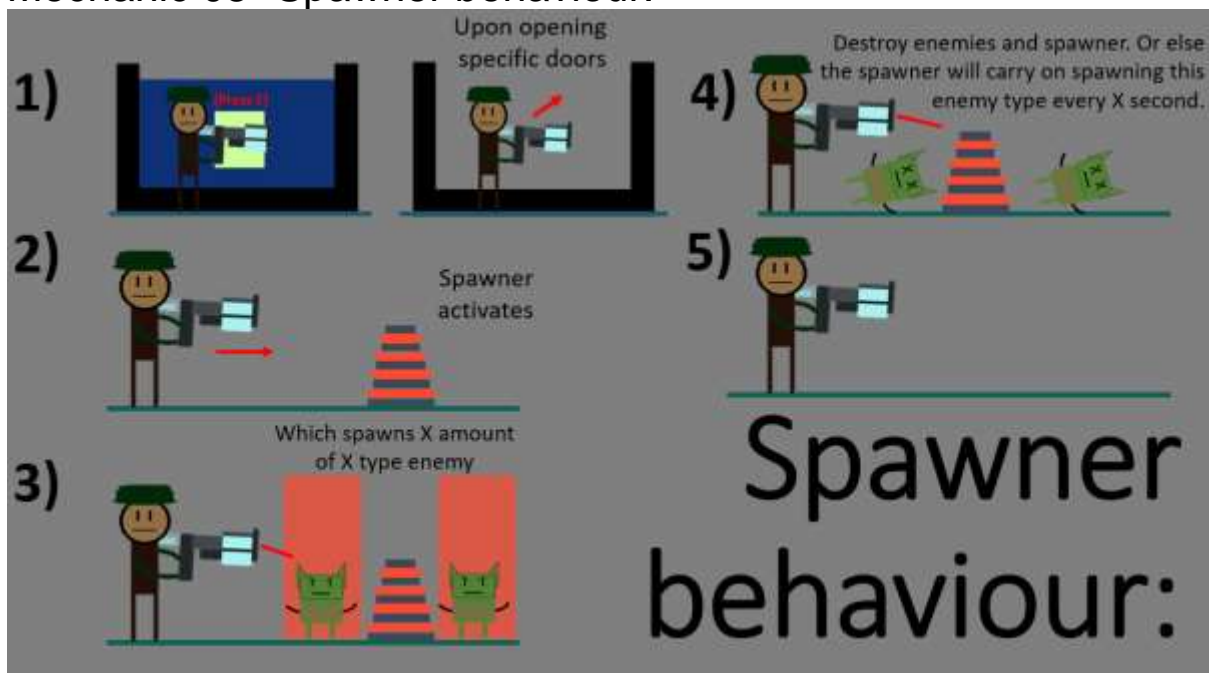 1)
Upon opening
specific doors
2)
Spawner
activates
3)
Which spawns X amount
of X type enemy
4)
Destroy enemies and spawner. Or else
the spawner will carry on spawning this
enemy type every X second.
5)
Spawner
behaviour: